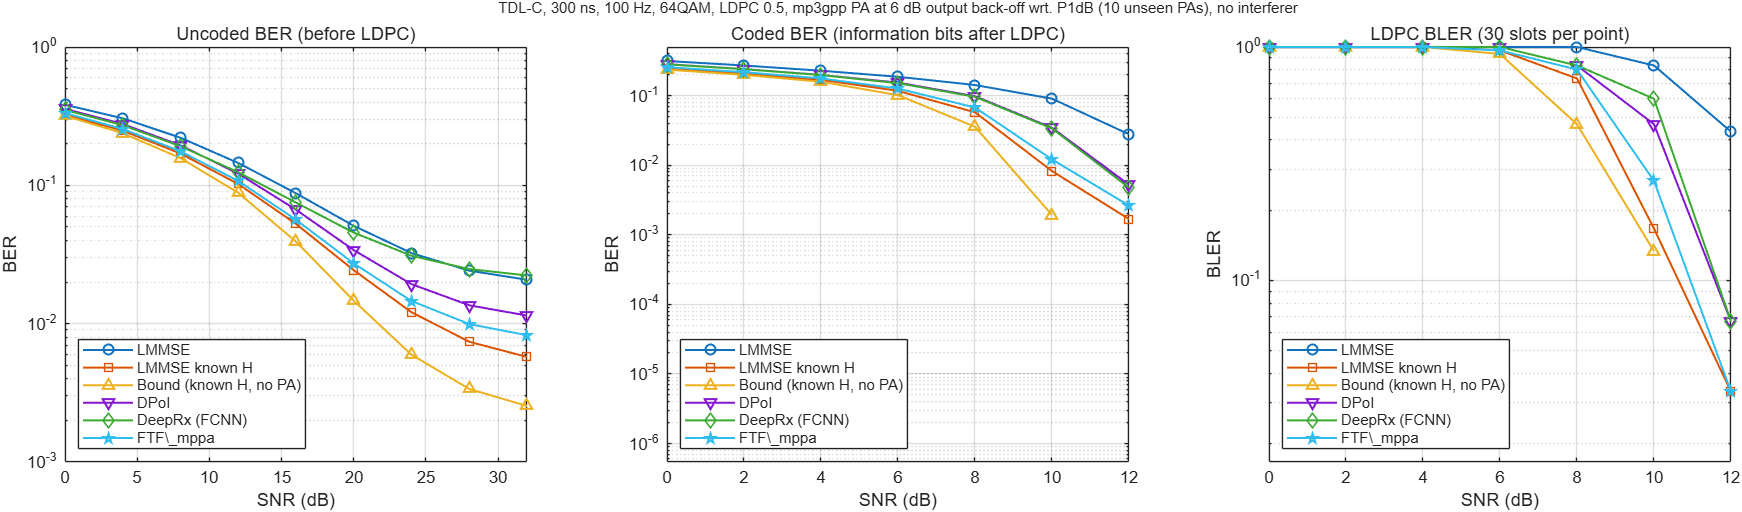 TDL-C, 300 ns, 100 Hz, 64QAM, LDPC 0.5, mp3gpp PA at 6 dB output back-off wrt. P1dB (10 unseen PAs), no interferer
Uncoded BER (before LDPC)
10^0
10^-1
10^-2
10^-3
BER
0 5 10 15 20 25 30
SNR (dB)
LMMSE
LMMSE known H
Bound (known H, no PA)
DPoI
DeepRx (FCNN)
FTF\_mppa
Coded BER (information bits after LDPC)
10^-1
10^-2
10^-3
10^-4
10^-5
10^-6
BER
0 2 4 6 8 10 12
SNR (dB)
LMMSE
LMMSE known H
Bound (known H, no PA)
DPoI
DeepRx (FCNN)
FTF\_mppa
LDPC BLER (30 slots per point)
10^0
10^-1
BLER
0 2 4 6 8 10 12
SNR (dB)
LMMSE
LMMSE known H
Bound (known H, no PA)
DPoI
DeepRx (FCNN)
FTF\_mppa